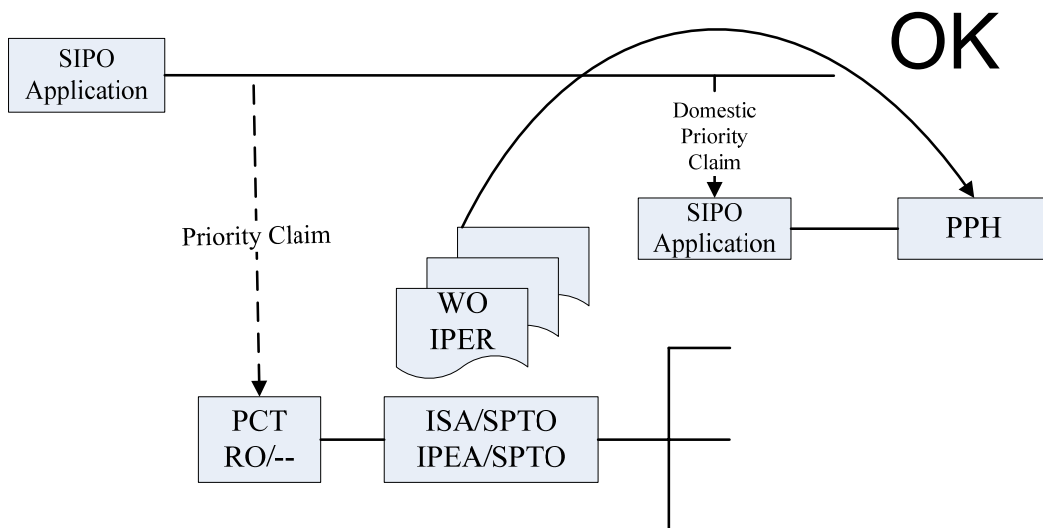 OK
SIPO
Application
Domestic
Priority
Claim
Priority Claim
SIPO
Application
PPH
WO
IPER
PCT
RO/--
ISA/SPTO
IPEA/SPTO